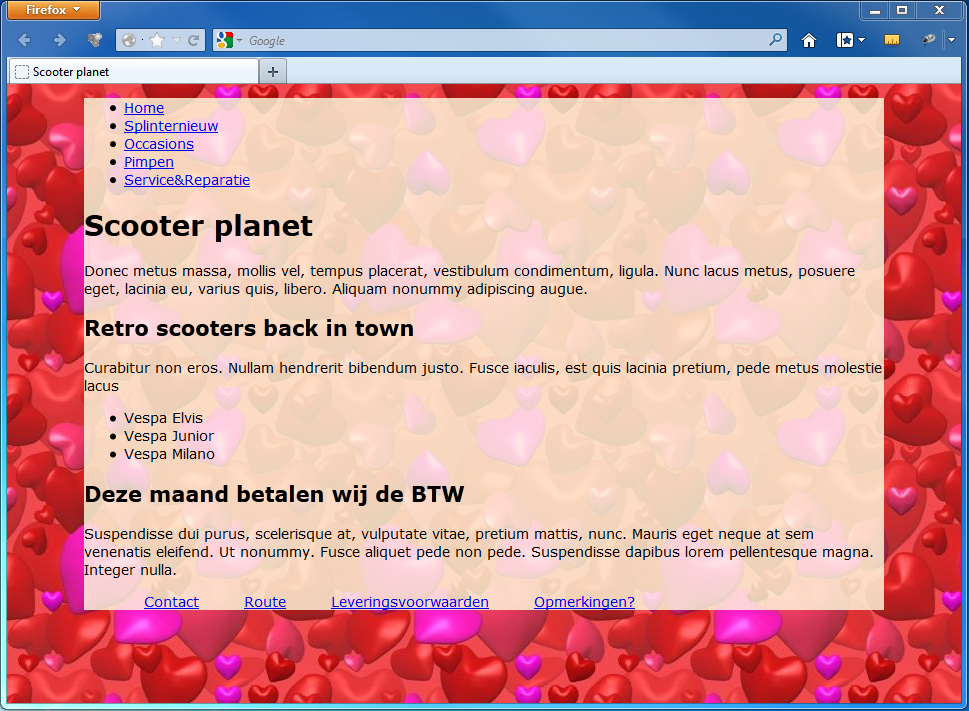 Firefox
Google
Scooter planet
Home
Splinternieuw
Occasions
Pimpen
Service&Reparatie
Scooter planet
Donec metus massa, mollis vel, tempus placerat, vestibulum condimentum, ligula. Nunc lacus metus, posuere
eget, lacinia eu, varius quis, libero. Aliquam nonummy adipiscing augue.
Retro scooters back in town
Curabitur non eros. Nullam hendrerit bibendum justo. Fusce iaculis, est quis lacinia pretium, pede metus molestie
lacus
Vespa Elvis
Vespa Junior
Vespa Milano
Deze maand betalen wij de BTW
Suspendisse dui purus, scelerisque at, vulputate vitae, pretium mattis, nunc. Mauris eget neque at sem
venenatis eleifend. Ut nonummy. Fusce aliquet pede non pede. Suspendisse dapibus lorem pellentesque magna.
Integer nulla.
Contact Route Leveringsvoorwaarden Opmerkingen?